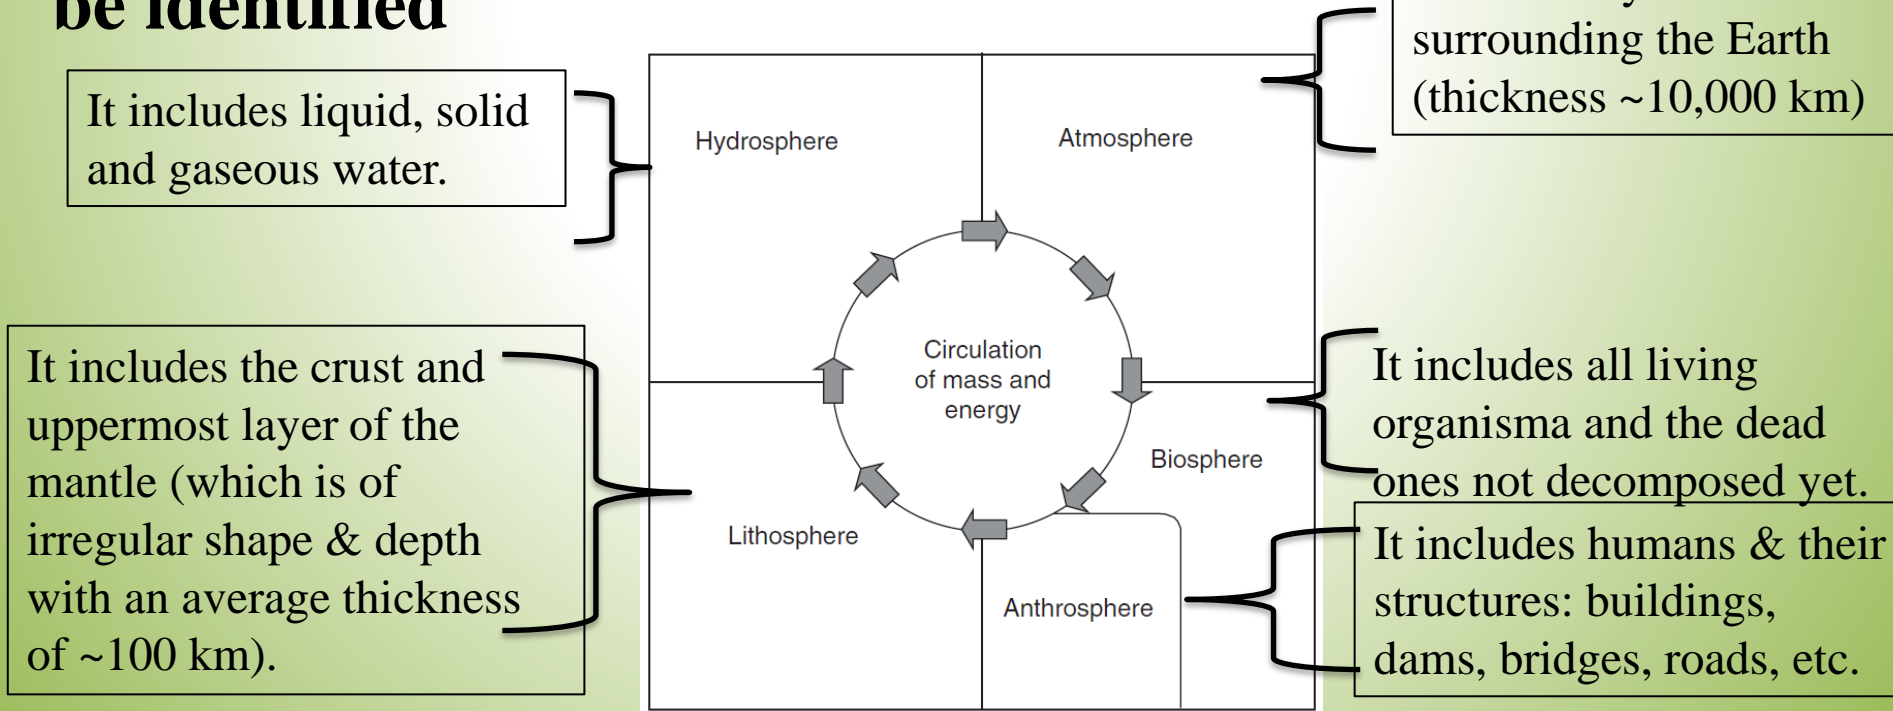 be identified
It includes liquid, solid
and gaseous water.
surrounding the Earth
(thickness ~10,000 km)
Hydrosphere
Atmosphere
Circulation
of mass and
energy
It includes the crust and
uppermost layer of the
mantle (which is of
irregular shape & depth
with an average thickness
of ~100 km).
Lithosphere
Biosphere
It includes all living
organisma and the dead
ones not decomposed yet.
Anthrosphere
It includes humans & their
structures: buildings,
dams, bridges, roads, etc.